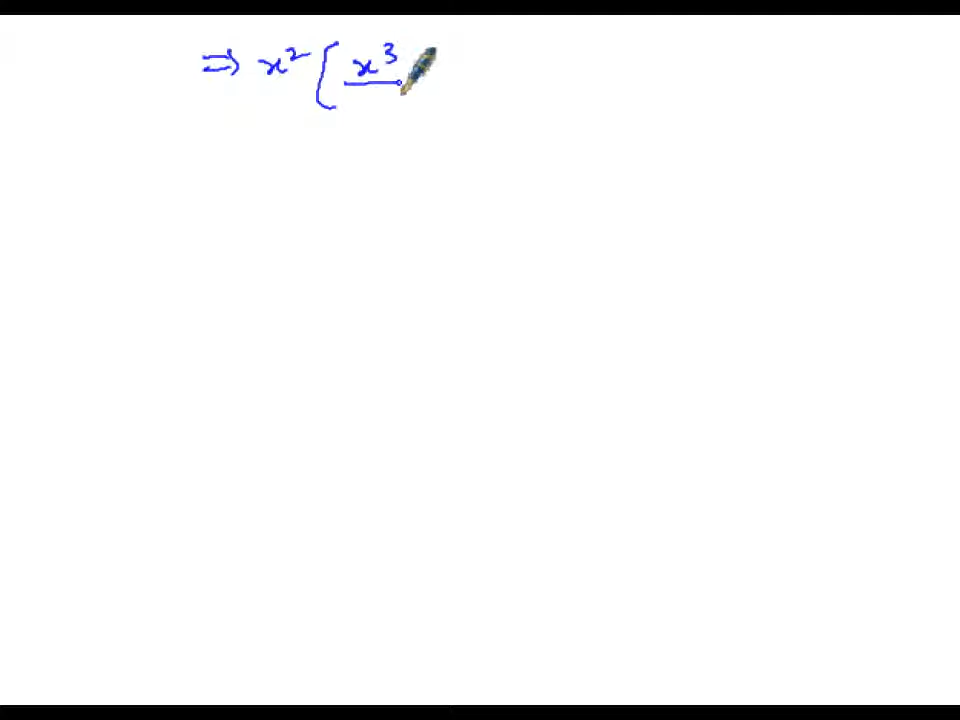 ⇒ x² [ x³